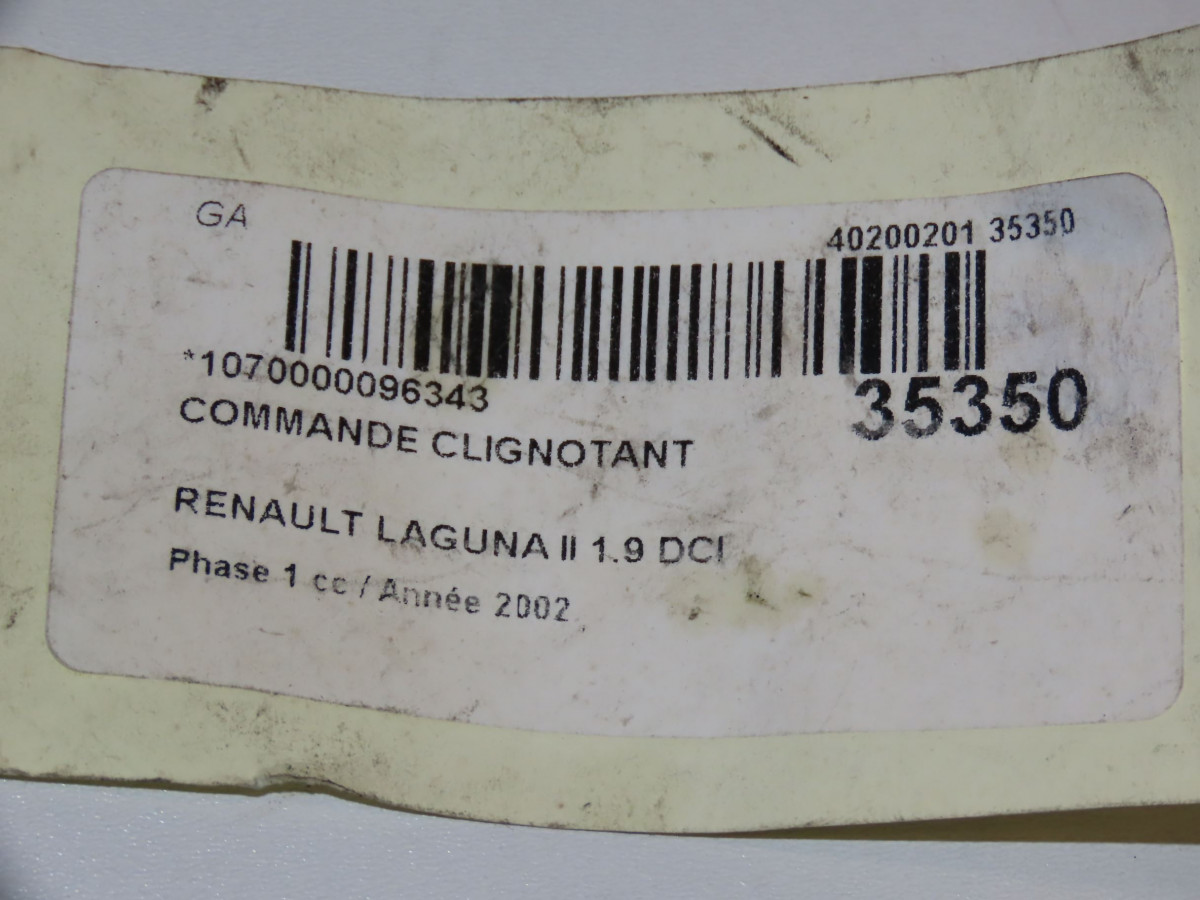 GA
40200201 35350
*1070000096343
35350
COMMANDE CLIGNOTANT
RENAULT LAGUNA II 1.9 DCI
Phase 1 cc / Année 2002